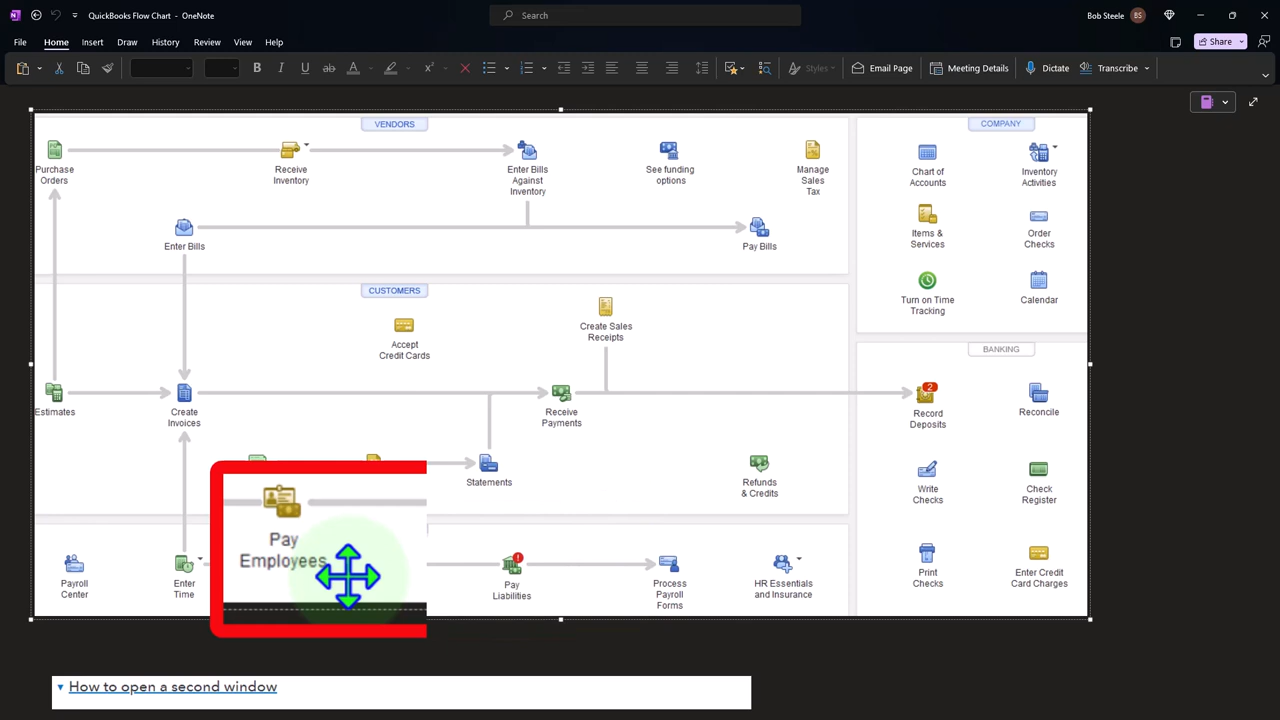 QuickBooks Flow Chart - OneNote
Search
Bob Steele
BS
File
Home
Insert
Draw
History
Review
View
Help
Share
B
I
U
ab
A
Styles
Email Page
Meeting Details
Dictate
Transcribe
VENDORS
COMPANY
Purchase
Orders
Receive
Inventory
Enter Bills
Against
Inventory
See funding
options
Manage
Sales
Tax
Chart of
Accounts
Inventory
Activities
Enter Bills
Pay Bills
Items &
Services
Order
Checks
CUSTOMERS
Turn on Time
Tracking
Calendar
Create Sales
Receipts
Accept
Credit Cards
BANKING
Estimates
Create
Invoices
Receive
Payments
2
Record
Deposits
Reconcile
Statements
Refunds
& Credits
Write
Checks
Check
Register
Pay
Employees
Payroll
Center
Enter
Time
Pay
Liabilities
Process
Payroll
Forms
HR Essentials
and Insurance
Print
Checks
Enter Credit
Card Charges
How to open a second window